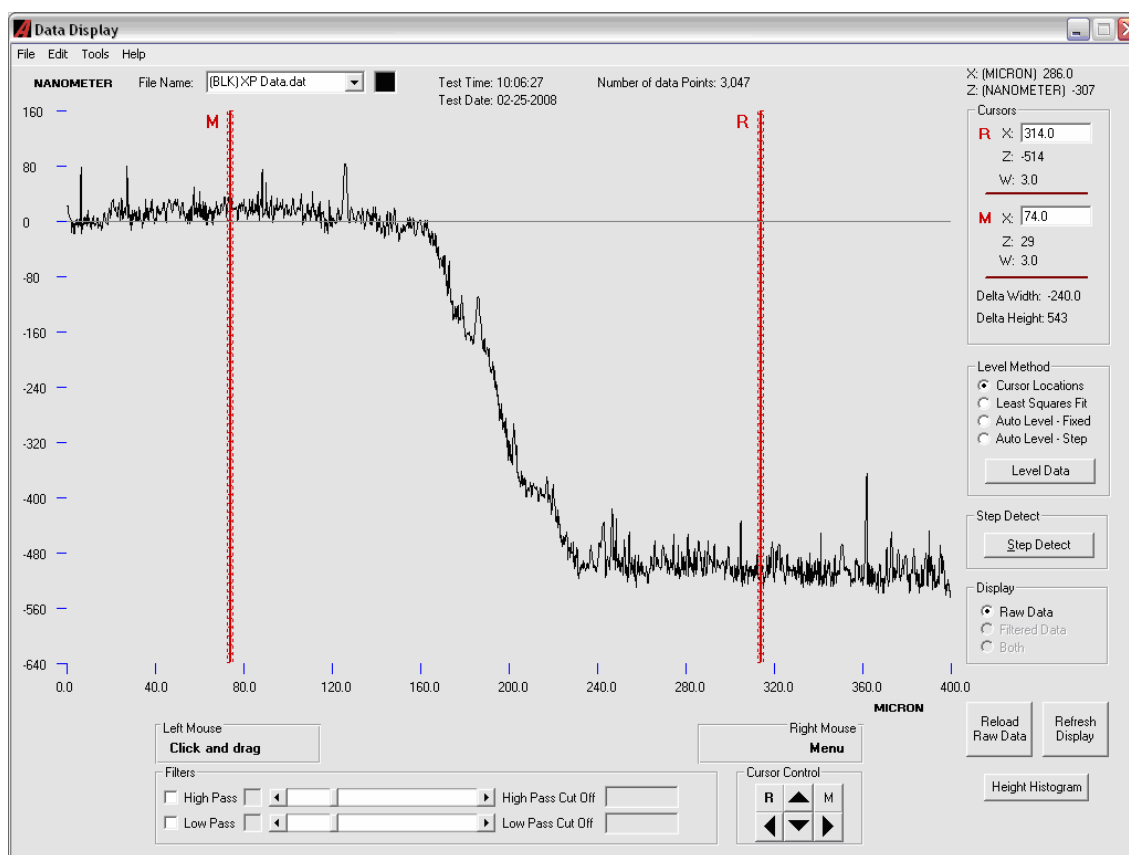 Data Display
File Edit Tools Help
NANOMETER File Name: (BLK) XP Data.dat Test Time: 10:06:27 Number of data Points: 3,047
Test Date: 02-25-2008
X: (MICRON) 286.0
Z: (NANOMETER) -307
160
80
0
-80
-160
-240
-320
-400
-480
-560
-640
M
R
0.0 40.0 80.0 120.0 160.0 200.0 240.0 280.0 320.0 360.0 400.0
MICRON
Cursors
R X: 314.0
Z: -514
W: 3.0
M X: 74.0
Z: 29
W: 3.0
Delta Width: -240.0
Delta Height: 543
Level Method
Cursor Locations
Least Squares Fit
Auto Level - Fixed
Auto Level - Step
Level Data
Step Detect
Step Detect
Display
Raw Data
Filtered Data
Both
Reload Raw Data
Refresh Display
Height Histogram
Left Mouse
Click and drag
Right Mouse
Menu
Filters
High Pass High Pass Cut Off
Low Pass Low Pass Cut Off
Cursor Control
R M